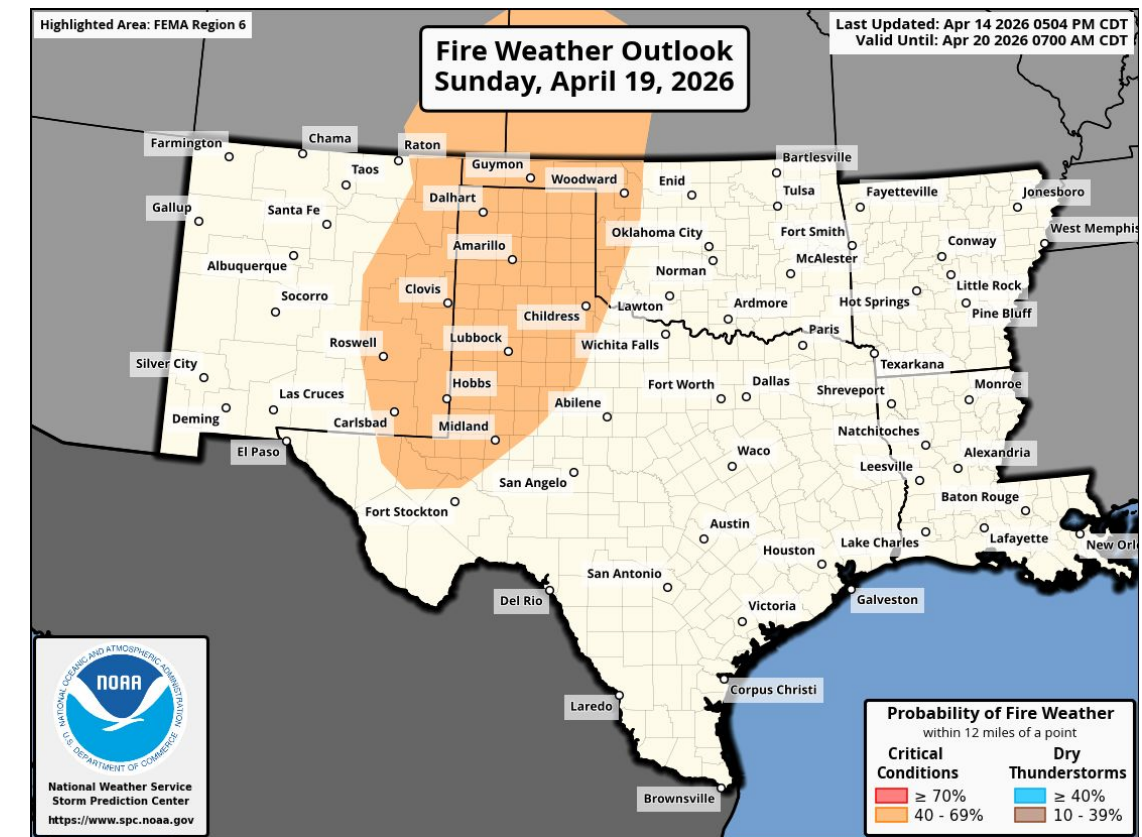 Highlighted Area: FEMA Region 6
Fire Weather Outlook
Sunday, April 19, 2026
Last Updated: Apr 14 2026 0504 PM CDT
Valid Until: Apr 20 2026 0700 AM CDT
Farmington
Chama
Raton
Taos
Guymon
Woodward
Enid
Bartlesville
Tulsa
Fayetteville
Jonesboro
Gallup
Santa Fe
Dalhart
Oklahoma City
Fort Smith
West Memphis
Albuquerque
Amarillo
Norman
McAlester
Conway
Socorro
Clovis
Childress
Lawton
Ardmore
Hot Springs
Little Rock
Pine Bluff
Roswell
Lubbock
Wichita Falls
Paris
Texarkana
Silver City
Las Cruces
Hobbs
Fort Worth
Dallas
Shreveport
Monroe
Deming
Carlsbad
Midland
Abilene
Natchitoches
El Paso
Waco
Leesville
Alexandria
San Angelo
Baton Rouge
Fort Stockton
Austin
Houston
Lake Charles
Lafayette
New Orl
San Antonio
Del Rio
Victoria
Galveston
Laredo
Corpus Christi
Brownsville
NATIONAL OCEANIC AND ATMOSPHERIC ADMINISTRATION
NOAA
U.S. DEPARTMENT OF COMMERCE
National Weather Service
Storm Prediction Center
https://www.spc.noaa.gov
Probability of Fire Weather
within 12 miles of a point
Critical Conditions
≥ 70%
40 - 69%
Dry Thunderstorms
≥ 40%
10 - 39%